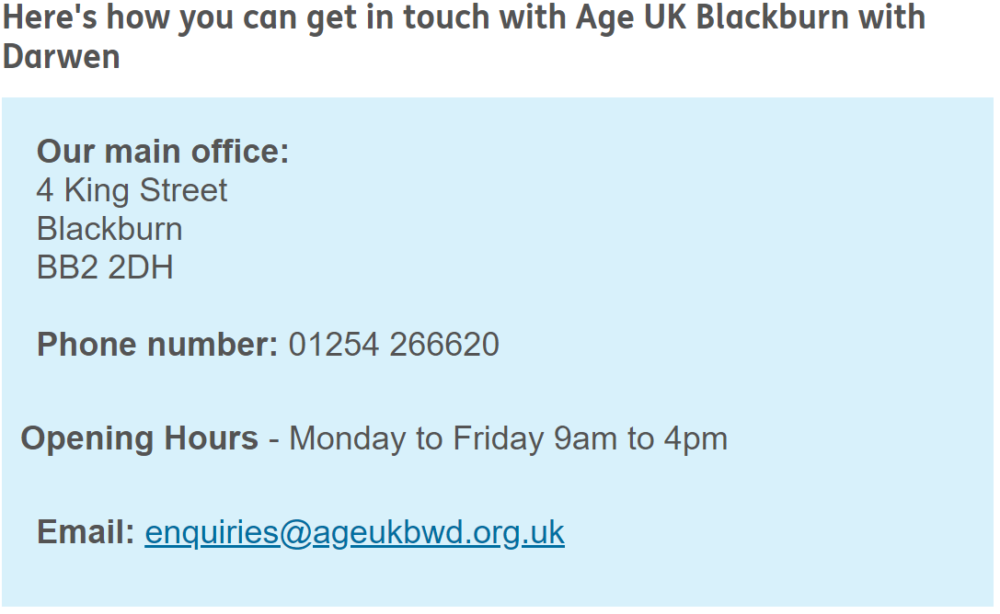 Here's how you can get in touch with Age UK Blackburn with
Darwen
Our main office:
4 King Street
Blackburn
BB2 2DH
Phone number: 01254 266620
Opening Hours - Monday to Friday 9am to 4pm
Email: enquiries@ageukbwd.org.uk